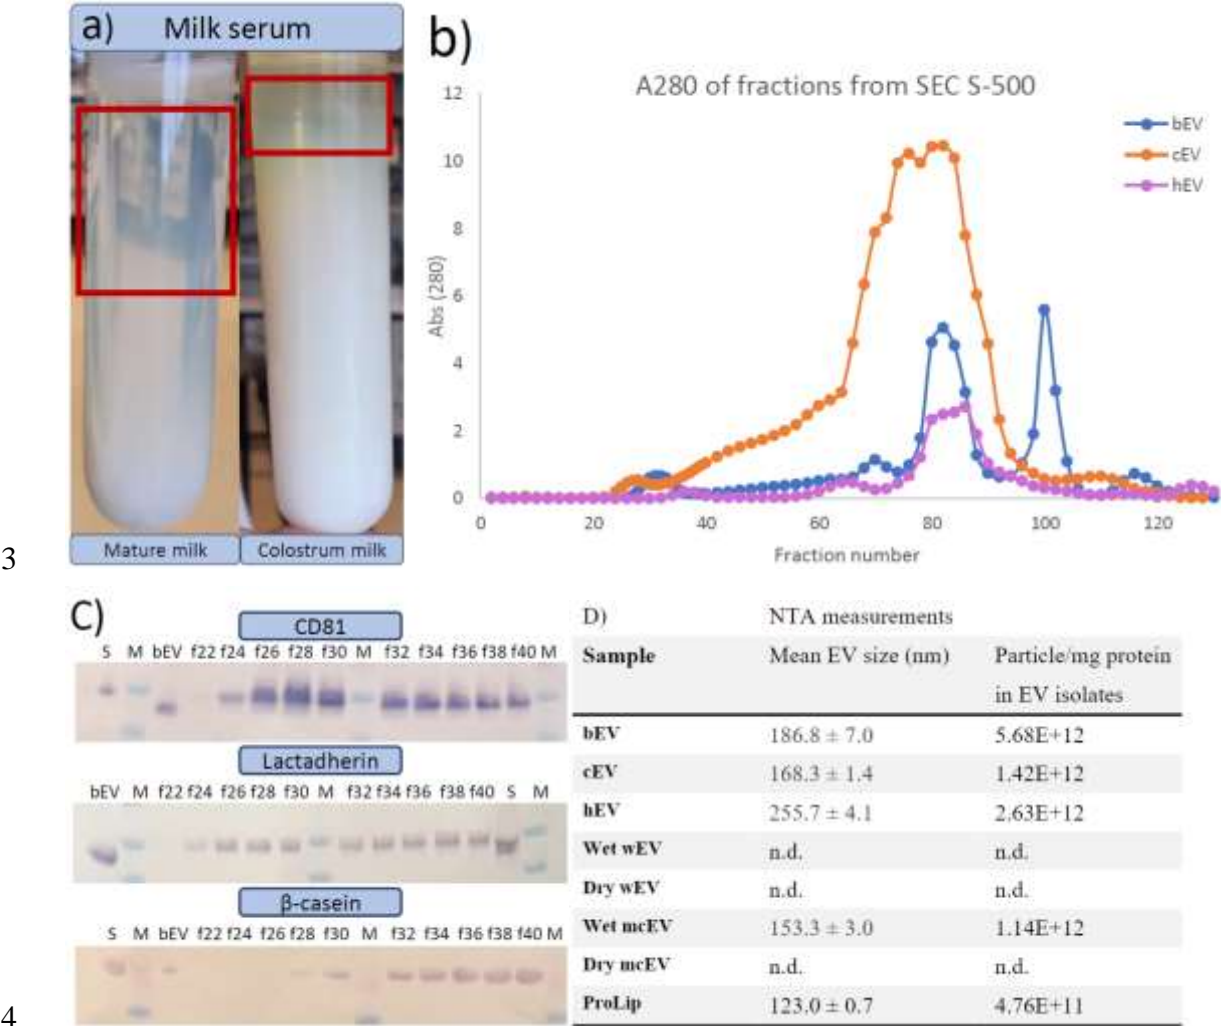 a) Milk serum
Mature milk
Colostrum milk
3
b)
A280 of fractions from SEC S-500
12
10
8
6
4
2
0
Abs (280)
0 20 40 60 80 100 120
Fraction number
bEV
cEV
hEV
C)
CD81
S M bEV f22 f24 f26 f28 f30 M f32 f34 f36 f38 f40 M
Lactadherin
bEV M f22 f24 f26 f28 f30 M f32 f34 f36 f38 f40 S M
β-casein
S M bEV f22 f24 f26 f28 f30 M f32 f34 f36 f38 f40 M
4
D) NTA measurements
Sample Mean EV size (nm) Particle/mg protein
in EV isolates
bEV 186.8 ± 7.0 5.68E+12
cEV 168.3 ± 1.4 1.42E+12
hEV 255.7 ± 4.1 2.63E+12
Wet wEV n.d. n.d.
Dry wEV n.d. n.d.
Wet mcEV 153.3 ± 3.0 1.14E+12
Dry mcEV n.d. n.d.
ProLip 123.0 ± 0.7 4.76E+11